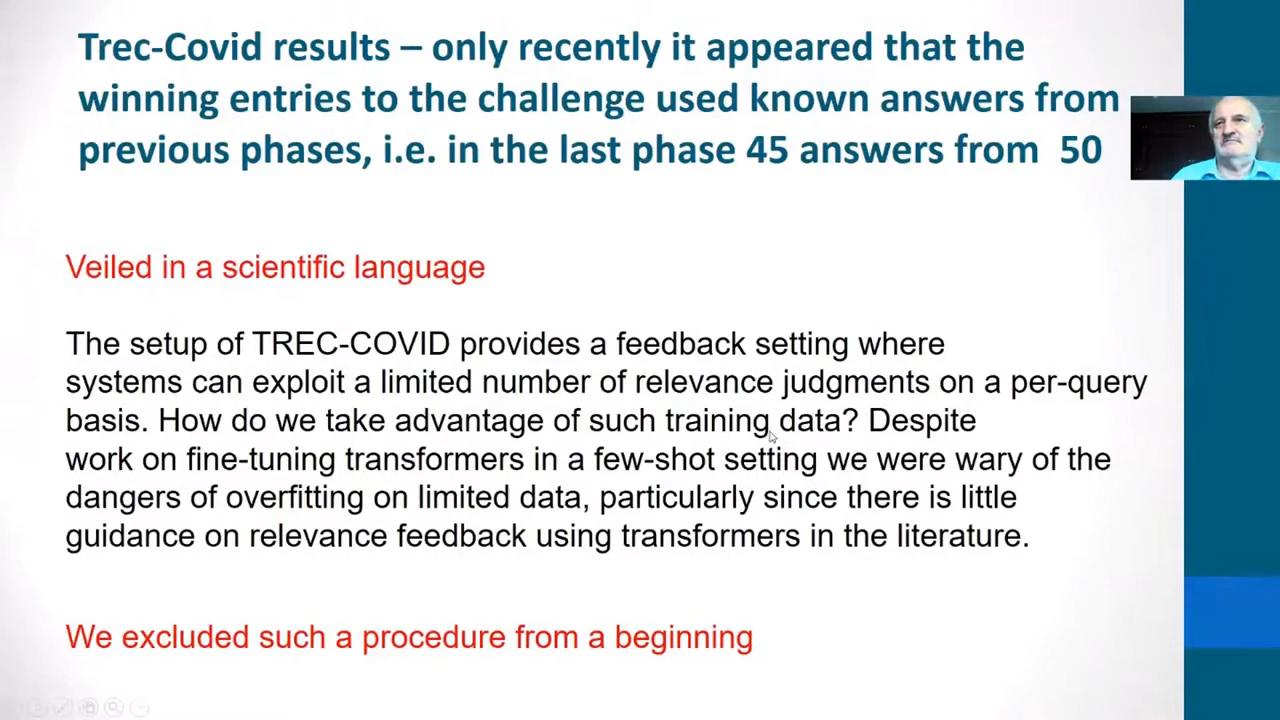 Trec-Covid results – only recently it appeared that the
winning entries to the challenge used known answers from
previous phases, i.e. in the last phase 45 answers from 50
Veiled in a scientific language
The setup of TREC-COVID provides a feedback setting where
systems can exploit a limited number of relevance judgments on a per-query
basis. How do we take advantage of such training data? Despite
work on fine-tuning transformers in a few-shot setting we were wary of the
dangers of overfitting on limited data, particularly since there is little
guidance on relevance feedback using transformers in the literature.
We excluded such a procedure from a beginning